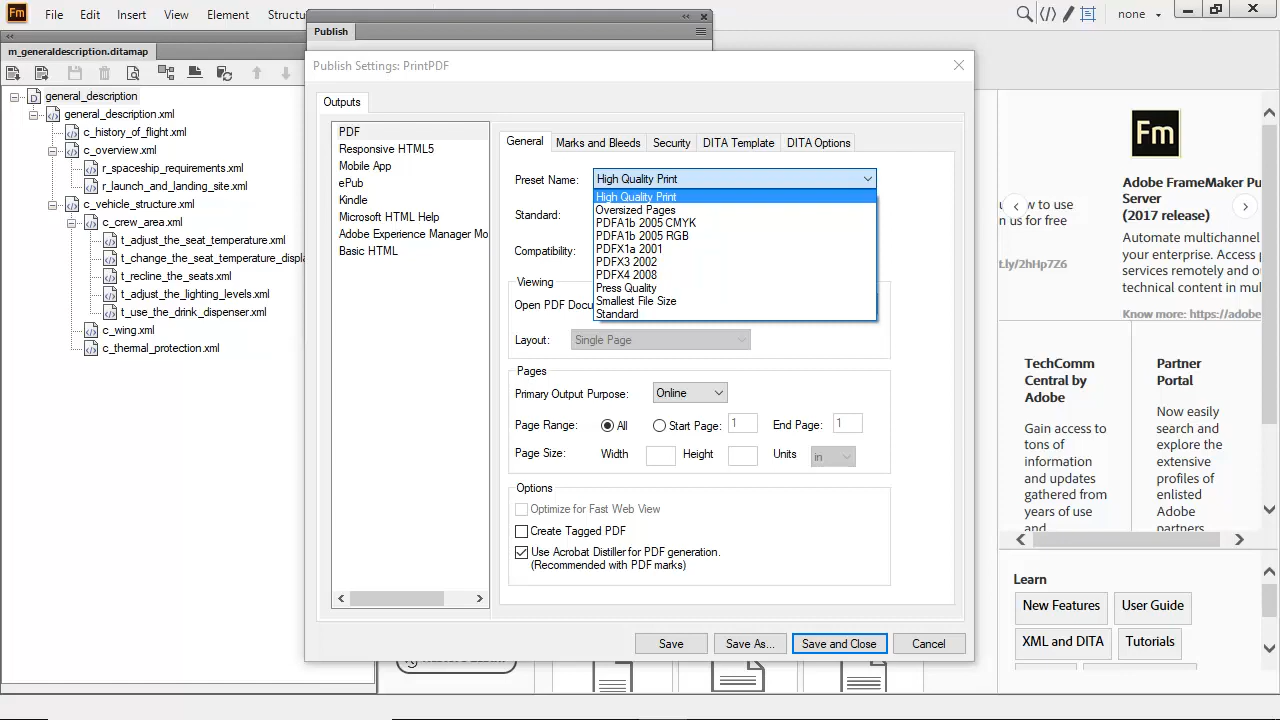 Fm
File
Edit
Insert
View
Element
Structu
none
Publish
m_generaldescription.ditamap
general_description
general_description.xml
c_history_of_flight.xml
c_overview.xml
r_spaceship_requirements.xml
r_launch_and_landing_site.xml
c_vehicle_structure.xml
c_crew_area.xml
t_adjust_the_seat_temperature.xml
t_change_the_seat_temperature_displa
t_recline_the_seats.xml
t_adjust_the_lighting_levels.xml
t_use_the_drink_dispenser.xml
c_wing.xml
c_thermal_protection.xml
Publish Settings: PrintPDF
Outputs
PDF
Responsive HTML5
Mobile App
ePub
Kindle
Microsoft HTML Help
Adobe Experience Manager Mo
Basic HTML
General
Marks and Bleeds
Security
DITA Template
DITA Options
Preset Name:
High Quality Print
High Quality Print
Oversized Pages
PDFA1b 2005 CMYK
PDFA1b 2005 RGB
PDFX1a 2001
PDFX3 2002
PDFX4 2008
Press Quality
Smallest File Size
Standard
Standard:
Compatibility:
Viewing
Open PDF Docu
Layout:
Single Page
Pages
Primary Output Purpose:
Online
Page Range:
All
Start Page:
1
End Page:
1
Page Size:
Width
Height
Units
in
Options
Optimize for Fast Web View
Create Tagged PDF
Use Acrobat Distiller for PDF generation.
(Recommended with PDF marks)
Save
Save As...
Save and Close
Cancel
Fm
w to use
n us for free
t.ly/2hHp7Z6
Adobe FrameMaker Pu
Server
(2017 release)
Automate multichannel
your enterprise. Access p
services remotely and o
technical content in mul
Know more: https://adobe
TechComm
Central by
Adobe
Gain access to
tons of
information
and updates
gathered from
years of use
and
Partner
Portal
Now easily
search and
explore the
extensive
profiles of
enlisted
Adobe
partners
Learn
New Features
User Guide
XML and DITA
Tutorials